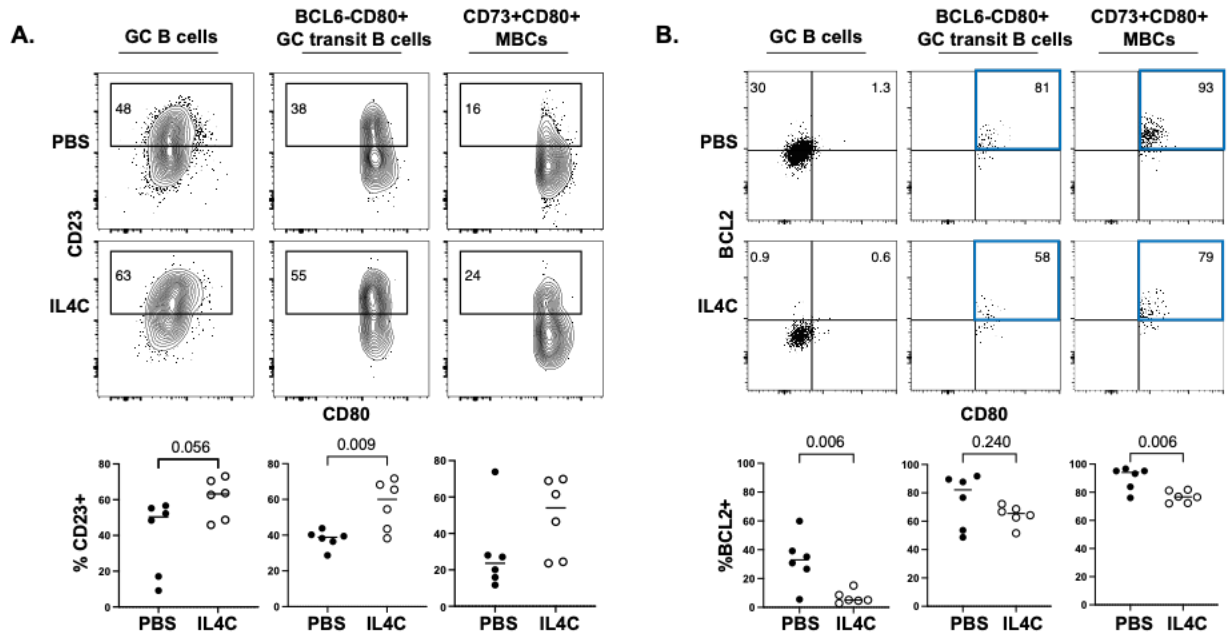 A.
GC B cells
BCL6-CD80+
GC transit B cells
CD73+CD80+
MBCs
PBS
48
38
16
CD23
IL4C
63
55
24
CD80
0.056
0.009
% CD23+
80
60
40
20
0
PBS IL4C
80
60
40
20
0
PBS IL4C
80
60
40
20
0
PBS IL4C
B.
GC B cells
BCL6-CD80+
GC transit B cells
CD73+CD80+
MBCs
PBS
30 1.3
81
93
BCL2
IL4C
0.9 0.6
58
79
CD80
0.006
0.240
0.006
%BCL2+
100
80
60
40
20
0
PBS IL4C
100
80
60
40
20
0
PBS IL4C
100
80
60
40
20
0
PBS IL4C